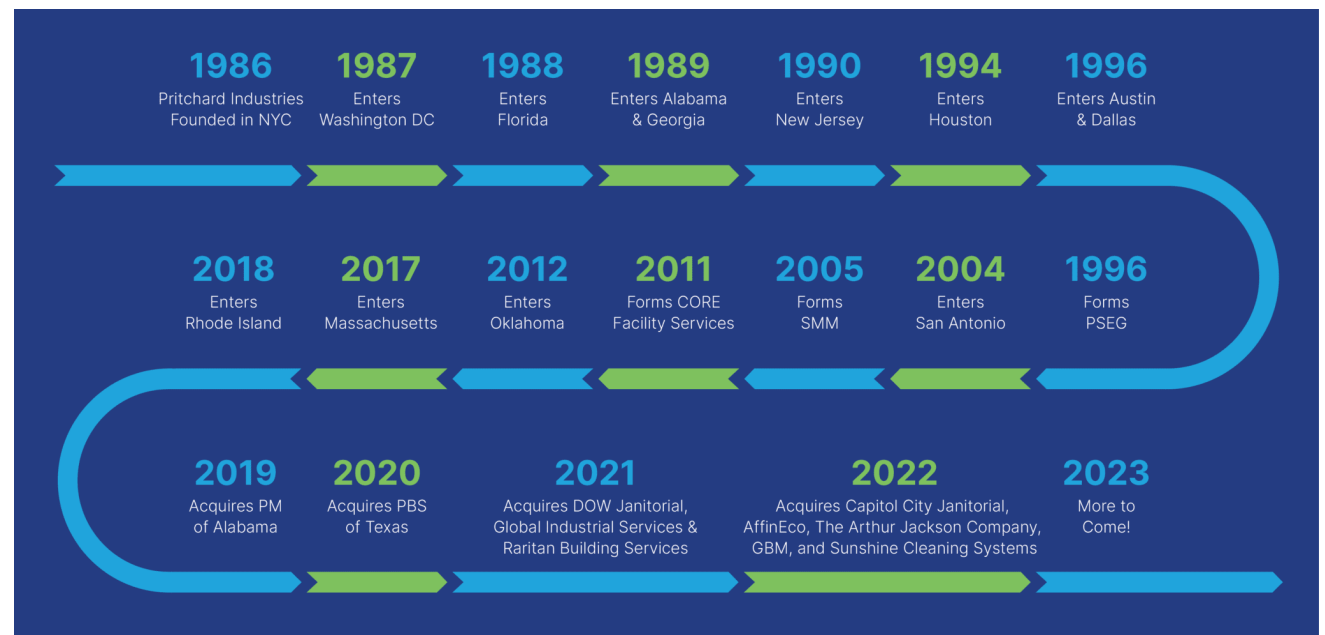 1986
Pritchard Industries
Founded in NYC
1987
Enters
Washington DC
1988
Enters
Florida
1989
Enters Alabama
& Georgia
1990
Enters
New Jersey
1994
Enters
Houston
1996
Enters Austin
& Dallas
1996
Forms
PSEG
2004
Enters
San Antonio
2005
Forms
SMM
2011
Forms CORE
Facility Services
2012
Enters
Oklahoma
2017
Enters
Massachusetts
2018
Enters
Rhode Island
2019
Acquires PM
of Alabama
2020
Acquires PBS
of Texas
2021
Acquires DOW Janitorial,
Global Industrial Services &
Raritan Building Services
2022
Acquires Capitol City Janitorial,
AffinEco, The Arthur Jackson Company,
GBM, and Sunshine Cleaning Systems
2023
More to
Come!